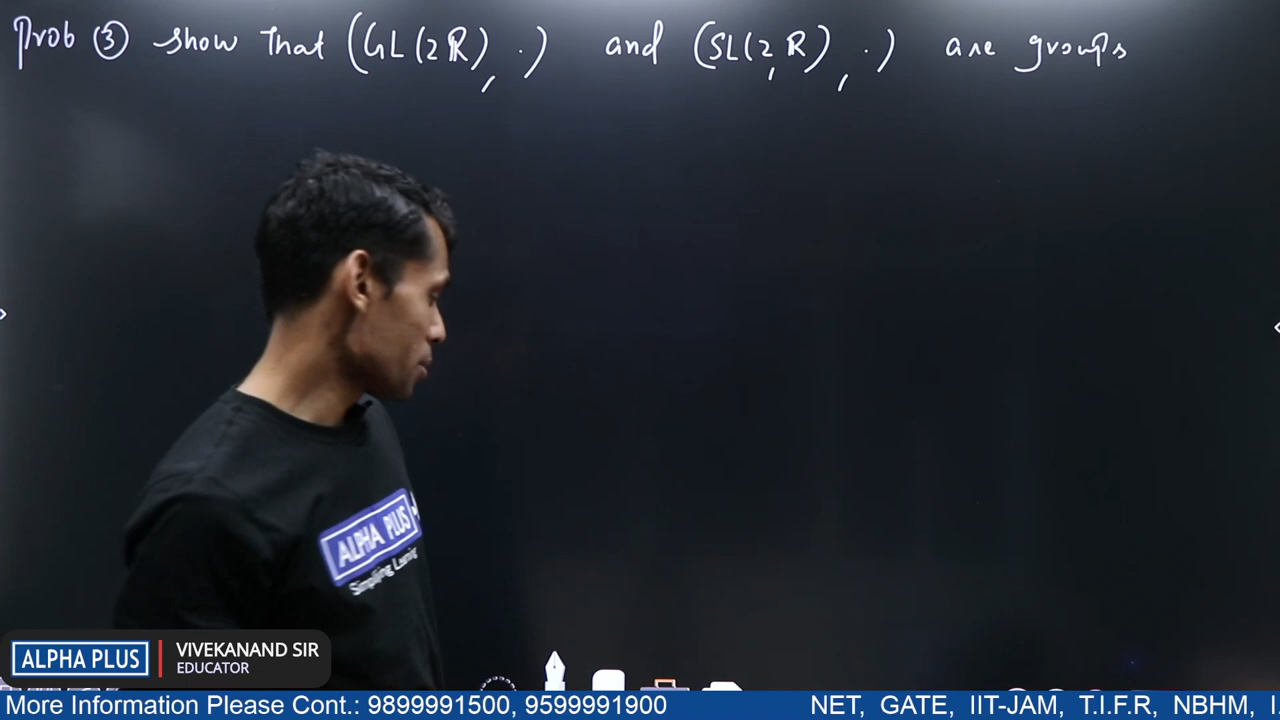 Prob ③ show that (GL(2R), ·) and (SL(2,R), ·) are groups
ALPHA PLUS
Simplifying Learning
ALPHA PLUS
VIVEKANAND SIR
EDUCATOR
More Information Please Cont.: 9899991500, 9599991900 NET, GATE, IIT-JAM, T.I.F.R, NBHM, I.